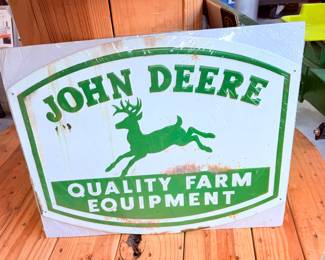 JOHN DEERE
QUALITY FARM
EQUIPMENT